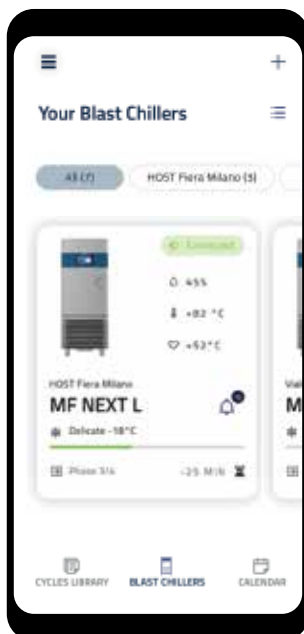 Your Blast Chillers
All (7)
HOST Fiera Milano (3)
Connected
45%
+82 °C
+52°C
HOST Fiera Milano
MF NEXT L
M
Delicate -18°C
Phase 3/4
-25 MIN
CYCLES LIBRARY
BLAST CHILLERS
CALENDAR